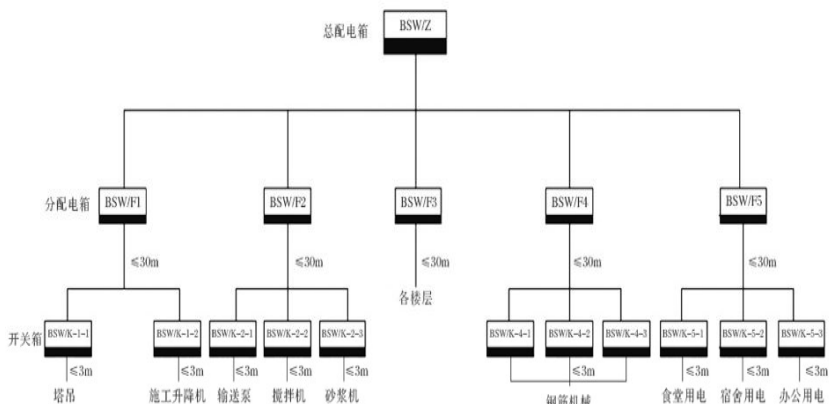 总配电箱 BSW/Z
分配电箱 BSW/F1 BSW/F2 BSW/F3 BSW/F4 BSW/F5
≤30m ≤30m ≤30m ≤30m ≤30m
各楼层
开关箱 BSW/K-1-1 BSW/K-1-2 BSW/K-2-1 BSW/K-2-2 BSW/K-2-3 BSW/K-4-1 BSW/K-4-2 BSW/K-4-3 BSW/K-5-1 BSW/K-5-2 BSW/K-5-3
≤3m ≤3m ≤3m ≤3m ≤3m ≤3m ≤3m ≤3m ≤3m
塔吊 施工升降机 输送泵 搅拌机 砂浆机 钢筋机械 食堂用电 宿舍用电 办公用电